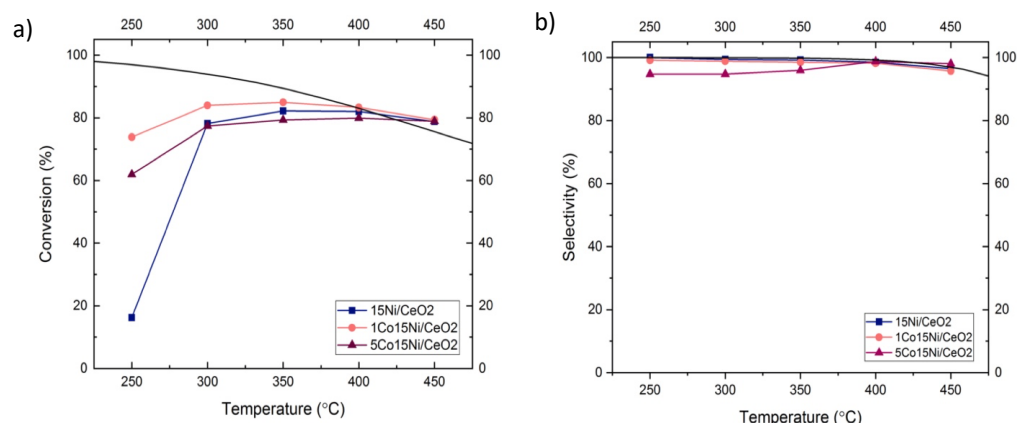 a)
250 300 350 400 450
100 100
80 80
60 60
40 40
20 20
0 0
Conversion (%)
15Ni/CeO2
1Co15Ni/CeO2
5Co15Ni/CeO2
250 300 350 400 450
Temperature (°C)
b)
250 300 350 400 450
100 100
80 80
60 60
40 40
20 20
0 0
Selectivity (%)
15Ni/CeO2
1Co15Ni/CeO2
5Co15Ni/CeO2
250 300 350 400 450
Temperature (°C)